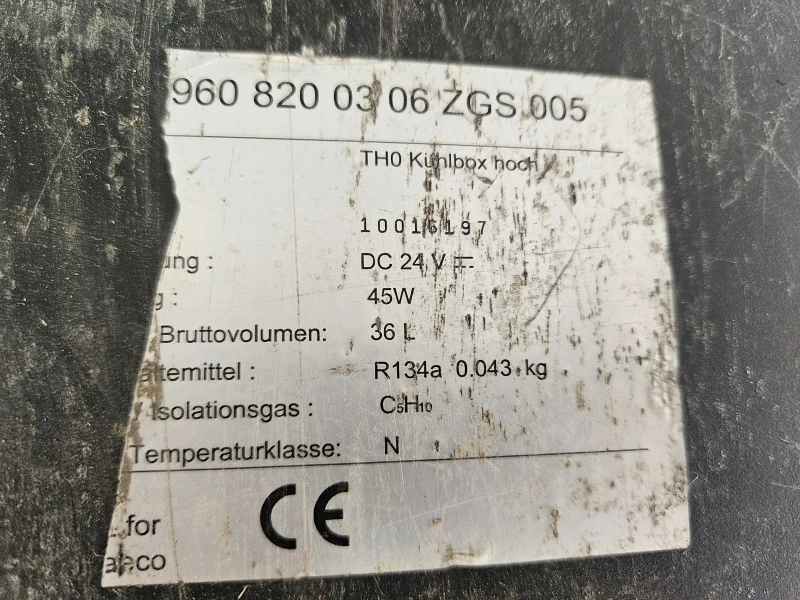 960 820 03 06 ZGS 005
TH0 Kühlbox hoch
10016197
ung : DC 24 V
g : 45W
Bruttovolumen: 36 L
ältemittel : R134a 0.043 kg
/ Isolationsgas : C₅H₁₀
Temperaturklasse: N
for CE
aeco